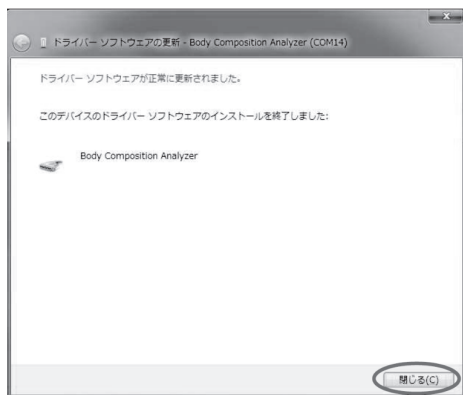 ドライバー ソフトウェアの更新 - Body Composition Analyzer (COM14)
ドライバー ソフトウェアが正常に更新されました。
このデバイスのドライバー ソフトウェアのインストールを終了しました:
Body Composition Analyzer
閉じる(C)